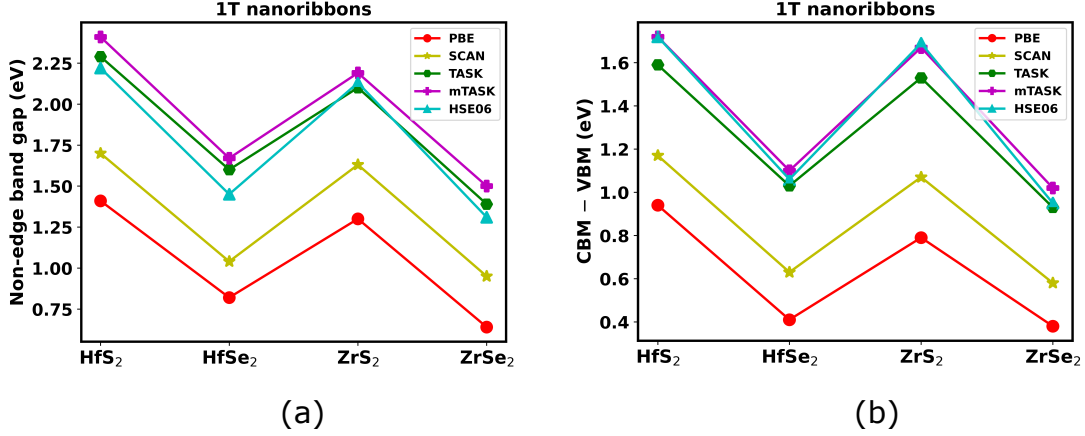 1T nanoribbons
Non-edge band gap (eV)
2.25
2.00
1.75
1.50
1.25
1.00
0.75
PBE
SCAN
TASK
mTASK
HSE06
HfS₂ HfSe₂ ZrS₂ ZrSe₂
(a)
1T nanoribbons
CBM − VBM (eV)
1.6
1.4
1.2
1.0
0.8
0.6
0.4
PBE
SCAN
TASK
mTASK
HSE06
HfS₂ HfSe₂ ZrS₂ ZrSe₂
(b)